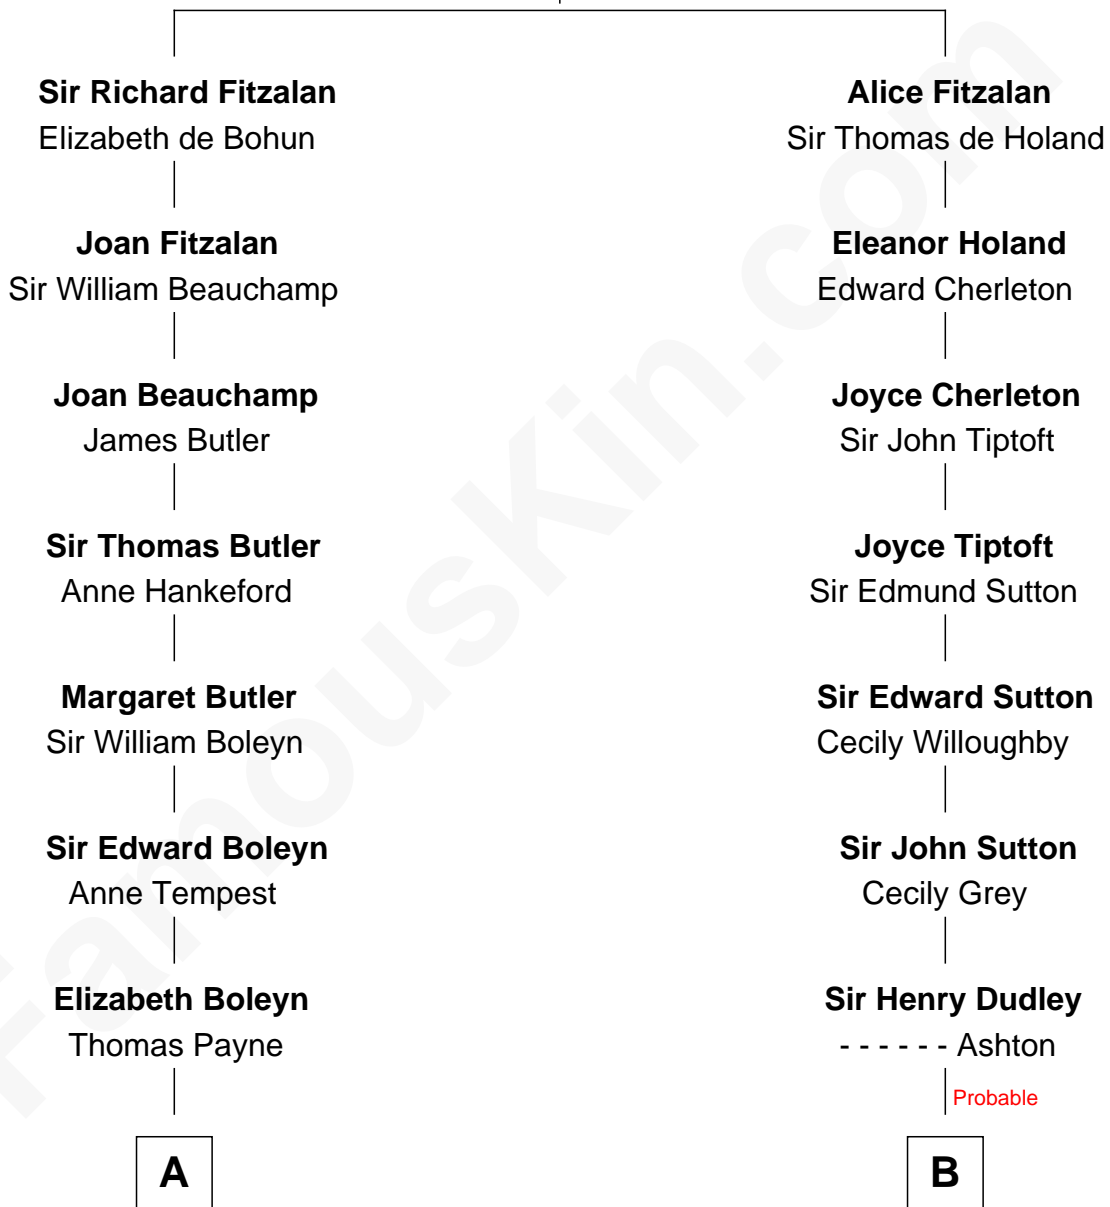 Sir Richard Fitzalan
Elizabeth de Bohun
Alice Fitzalan
Sir Thomas de Holand
Joan Fitzalan
Sir William Beauchamp
Eleanor Holand
Edward Cherleton
Joan Beauchamp
James Butler
Joyce Cherleton
Sir John Tiptoft
Sir Thomas Butler
Anne Hankeford
Joyce Tiptoft
Sir Edmund Sutton
Margaret Butler
Sir William Boleyn
Sir Edward Sutton
Cecily Willoughby
Sir Edward Boleyn
Anne Tempest
Sir John Sutton
Cecily Grey
Elizabeth Boleyn
Thomas Payne
Sir Henry Dudley
- - - - - - Ashton
Probable
A
B
FamousKin.com